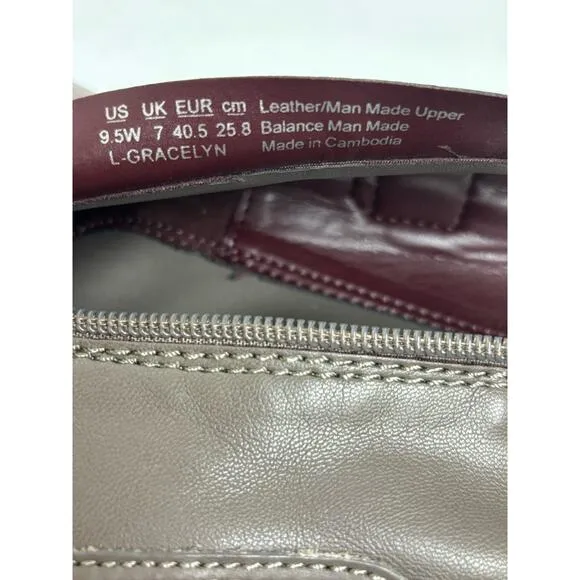 US UK EUR cm Leather/Man Made Upper
9.5W 7 40.5 25.8 Balance Man Made
L-GRACELYN Made in Cambodia